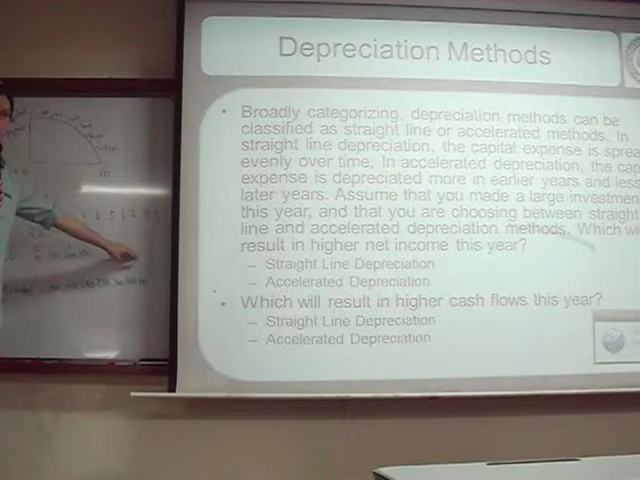 Depreciation Methods
• Broadly categorizing, depreciation methods can be
classified as straight line or accelerated methods. In
straight line depreciation, the capital expense is sprea
evenly over time. In accelerated depreciation, the cap
expense is depreciated more in earlier years and less
later years. Assume that you made a large investmen
this year, and that you are choosing between straight
line and accelerated depreciation methods. Which wi
result in higher net income this year?
– Straight Line Depreciation
– Accelerated Depreciation
• Which will result in higher cash flows this year?
– Straight Line Depreciation
– Accelerated Depreciation
10